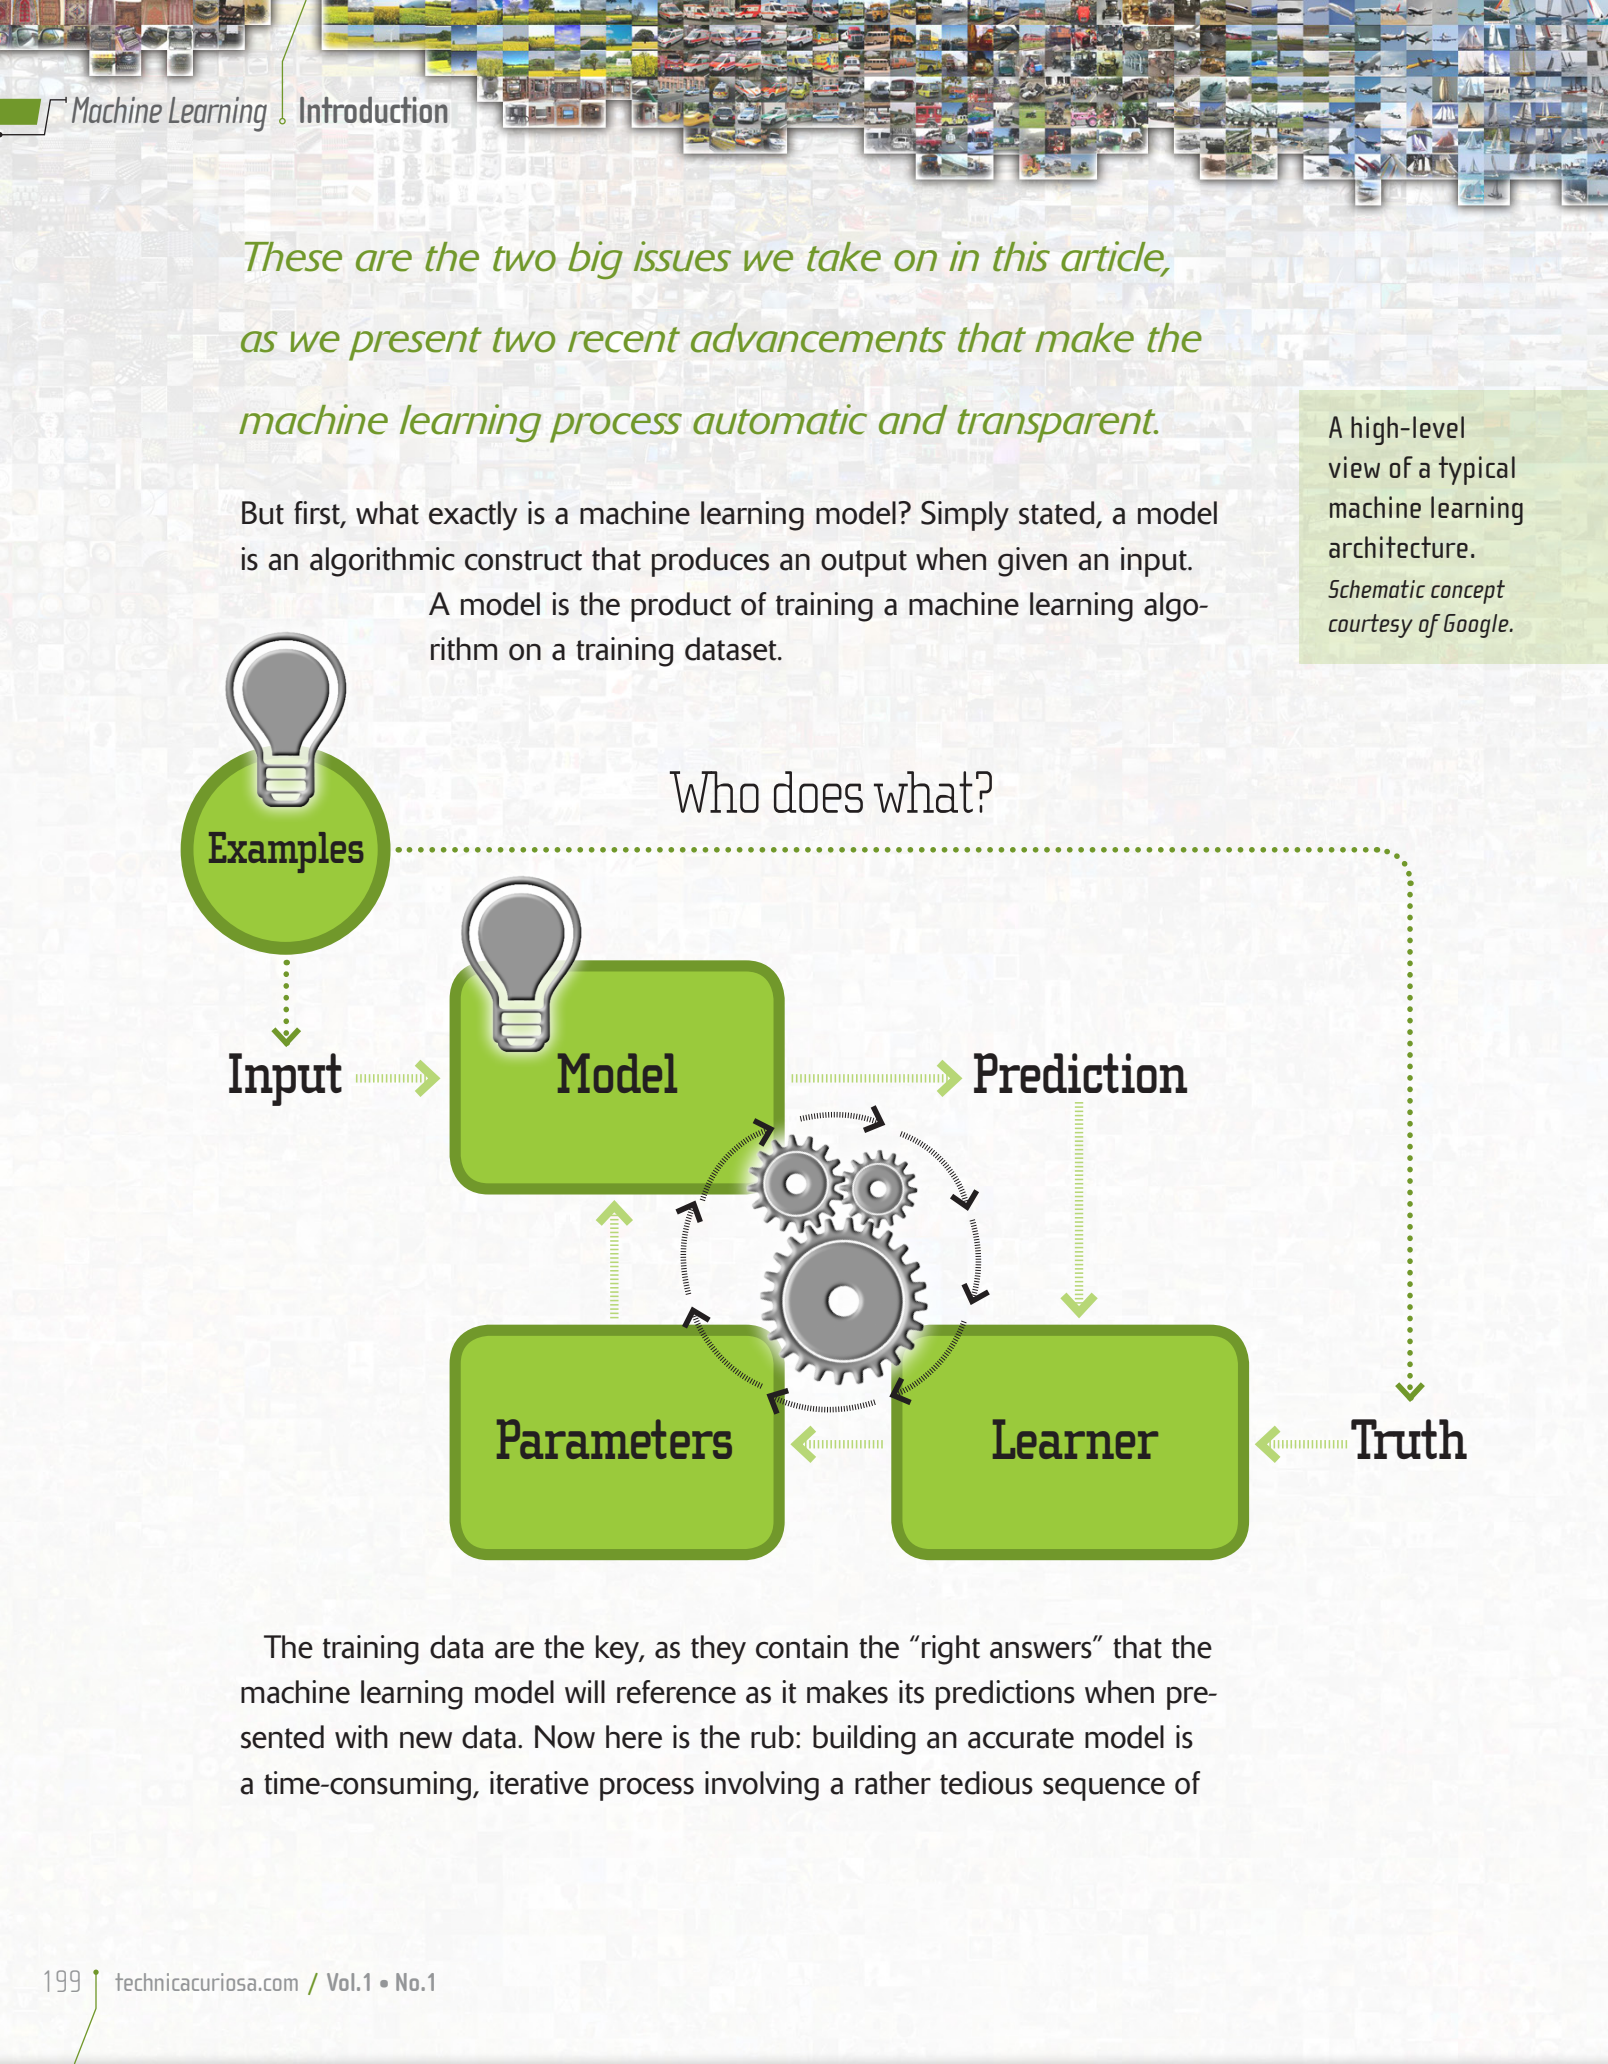 Machine Learning Introduction
These are the two big issues we take on in this article,
as we present two recent advancements that make the
machine learning process automatic and transparent.
A high-level
view of a typical
machine learning
architecture.
Schematic concept
courtesy of Google.
But first, what exactly is a machine learning model? Simply stated, a model
is an algorithmic construct that produces an output when given an input.
A model is the product of training a machine learning algo-
rithm on a training dataset.
Who does what?
Examples
Input
Model
Prediction
Parameters
Learner
Truth
The training data are the key, as they contain the “right answers” that the
machine learning model will reference as it makes its predictions when pre-
sented with new data. Now here is the rub: building an accurate model is
a time-consuming, iterative process involving a rather tedious sequence of
199 technicacuriosa.com / Vol.1 • No.1